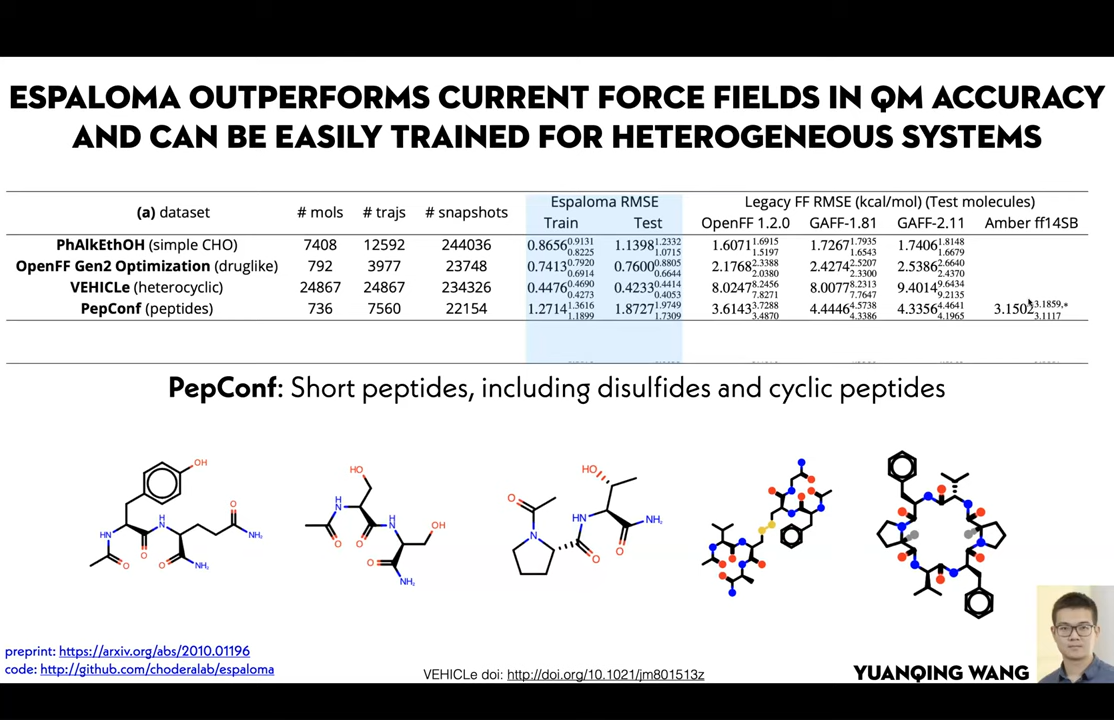 ESPALOMA OUTPERFORMS CURRENT FORCE FIELDS IN QM ACCURACY
AND CAN BE EASILY TRAINED FOR HETEROGENEOUS SYSTEMS
Espaloma RMSE Legacy FF RMSE (kcal/mol) (Test molecules)
(a) dataset # mols # trajs # snapshots Train Test OpenFF 1.2.0 GAFF-1.81 GAFF-2.11 Amber ff14SB
PhAlkEthOH (simple CHO) 7408 12592 244036 0.8656 0.9131 0.8225 1.1398 1.2332 1.0715 1.6071 1.6915 1.5197 1.7267 1.7935 1.6543 1.7406 1.8148 1.6679
OpenFF Gen2 Optimization (druglike) 792 3977 23748 0.7413 0.7920 0.6914 0.7600 0.8805 0.6644 2.1768 2.3388 2.0380 2.4274 2.5207 2.3300 2.5386 2.6640 2.4370
VEHICLe (heterocyclic) 24867 24867 234326 0.4476 0.4690 0.4273 0.4233 0.4414 0.4053 8.0247 8.2456 7.8271 8.0077 8.2313 7.7647 9.4014 9.6434 9.2135
PepConf (peptides) 736 7560 22154 1.2714 1.3616 1.1899 1.8727 1.9749 1.7309 3.6143 3.7288 3.4870 4.4446 4.5738 4.3386 4.3356 4.4641 4.1965 3.1502 3.1859,* 3.1117
PepConf: Short peptides, including disulfides and cyclic peptides
OH HN O O H N O NH₂ O NH₂
HO H N O O H N OH O NH₂
O N O HN HO O NH₂
preprint: https://arxiv.org/abs/2010.01196
code: http://github.com/choderalab/espaloma
VEHICLe doi: http://doi.org/10.1021/jm801513z
YUANQING WANG